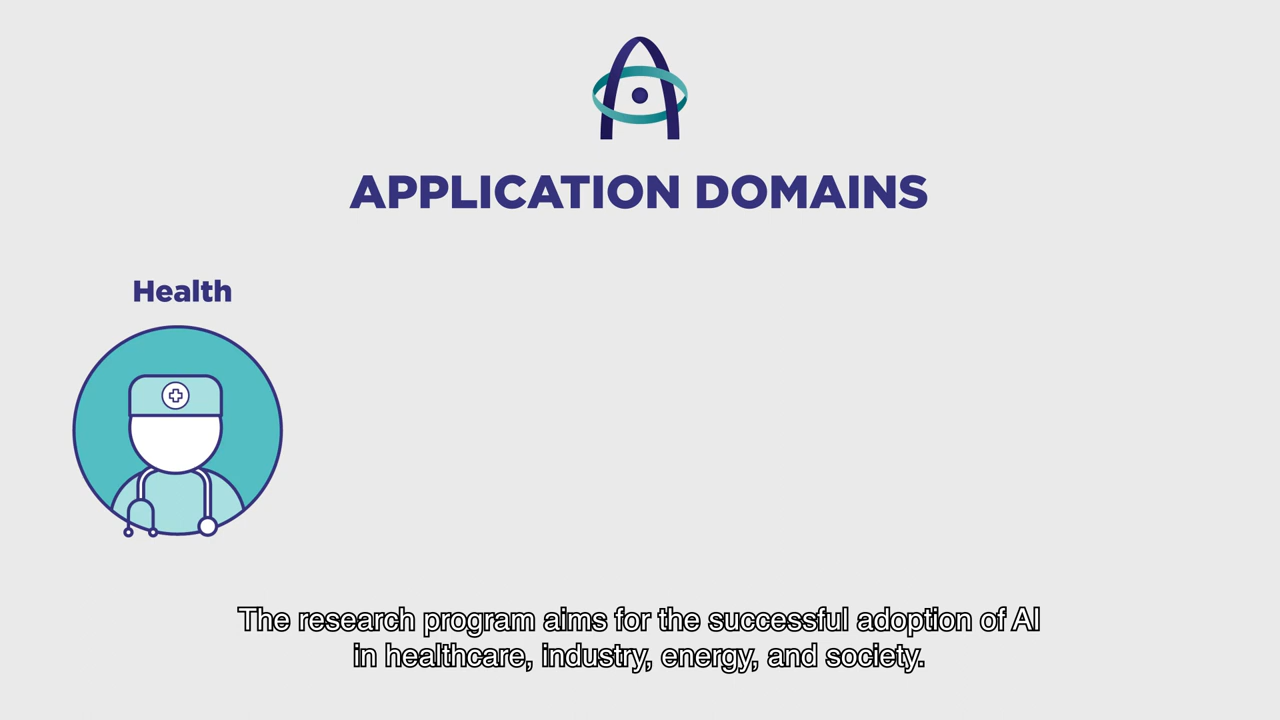 APPLICATION DOMAINS
Health
The research program aims for the successful adoption of AI
in healthcare, industry, energy, and society.